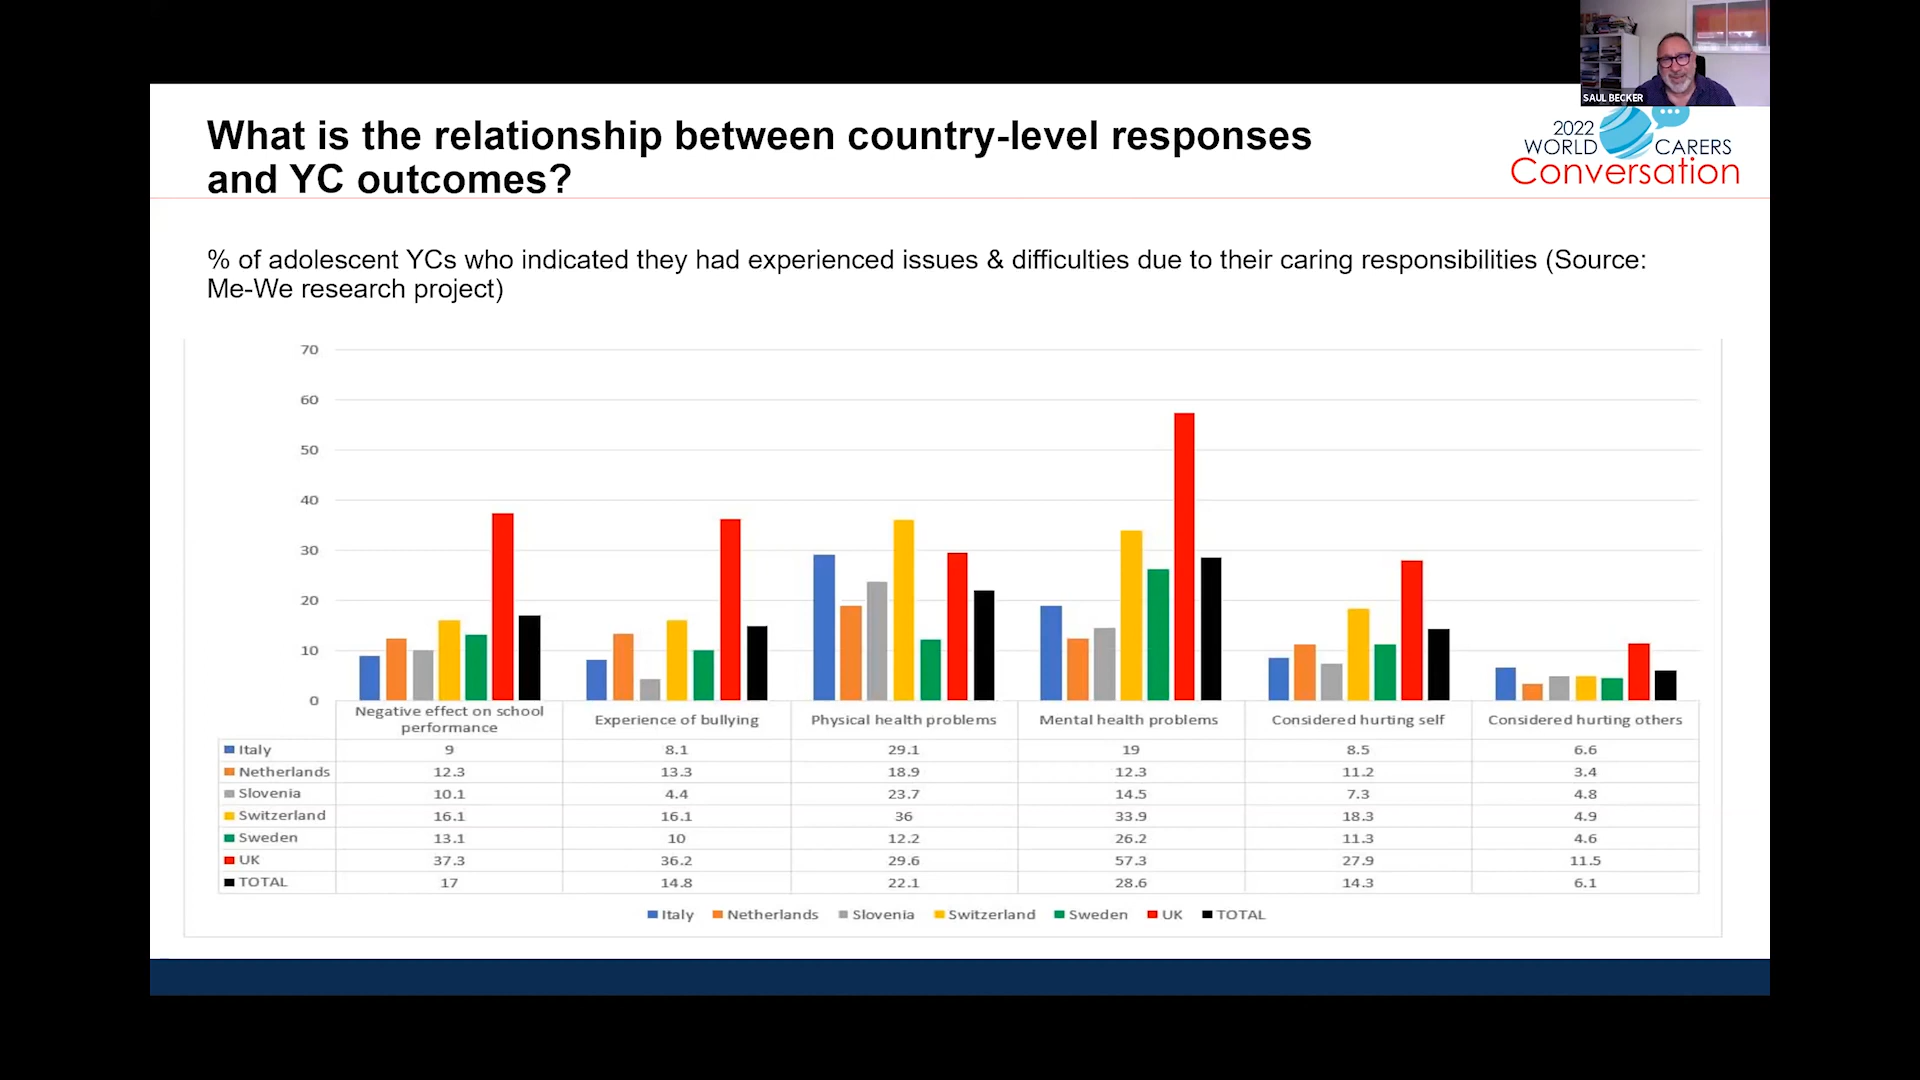 SAUL BECKER
What is the relationship between country-level responses
and YC outcomes?
2022
WORLD CARERS
Conversation
% of adolescent YCs who indicated they had experienced issues & difficulties due to their caring responsibilities (Source:
Me-We research project)
70
60
50
40
30
20
10
0
Negative effect on school performance Experience of bullying Physical health problems Mental health problems Considered hurting self Considered hurting others
Italy 9 8.1 29.1 19 8.5 6.6
Netherlands 12.3 13.3 18.9 12.3 11.2 3.4
Slovenia 10.1 4.4 23.7 14.5 7.3 4.8
Switzerland 16.1 16.1 36 33.9 18.3 4.9
Sweden 13.1 10 12.2 26.2 11.3 4.6
UK 37.3 36.2 29.6 57.3 27.9 11.5
TOTAL 17 14.8 22.1 28.6 14.3 6.1
Italy Netherlands Slovenia Switzerland Sweden UK TOTAL